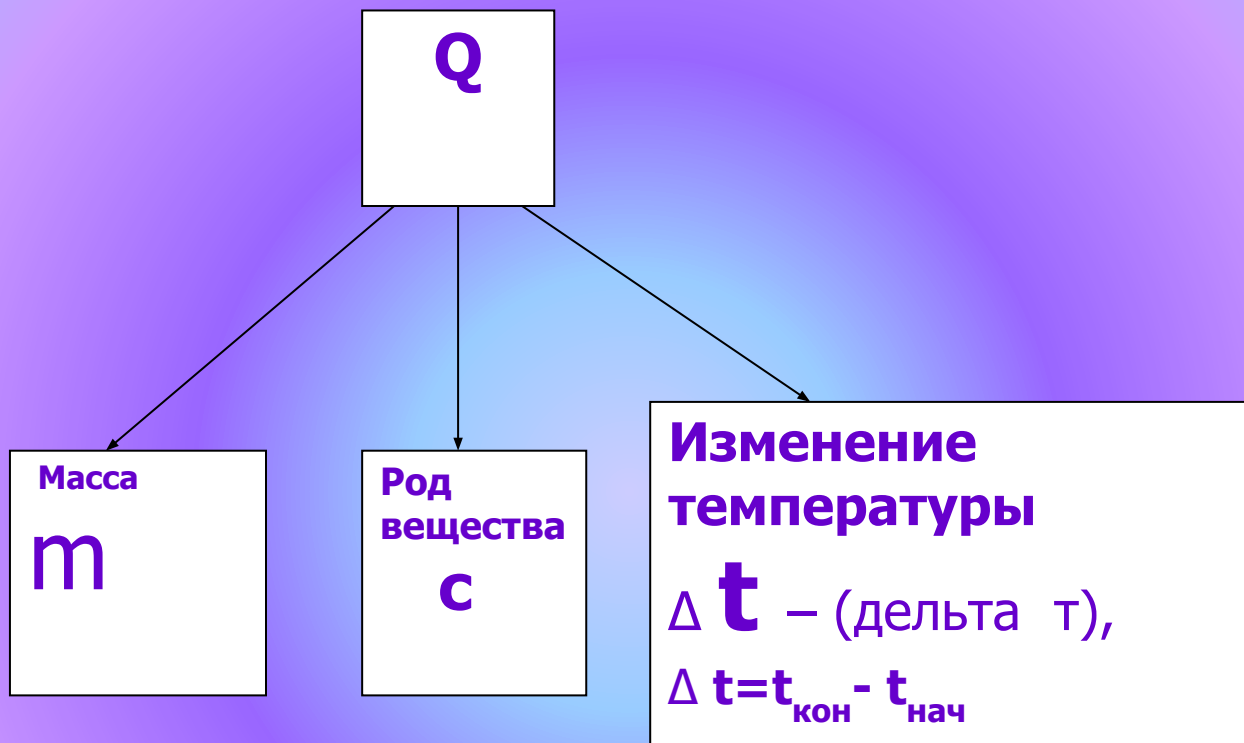 Q
Масса
m
Род
вещества
с
Изменение
температуры
Δ t – (дельта т),
Δ t=tкон- tнач